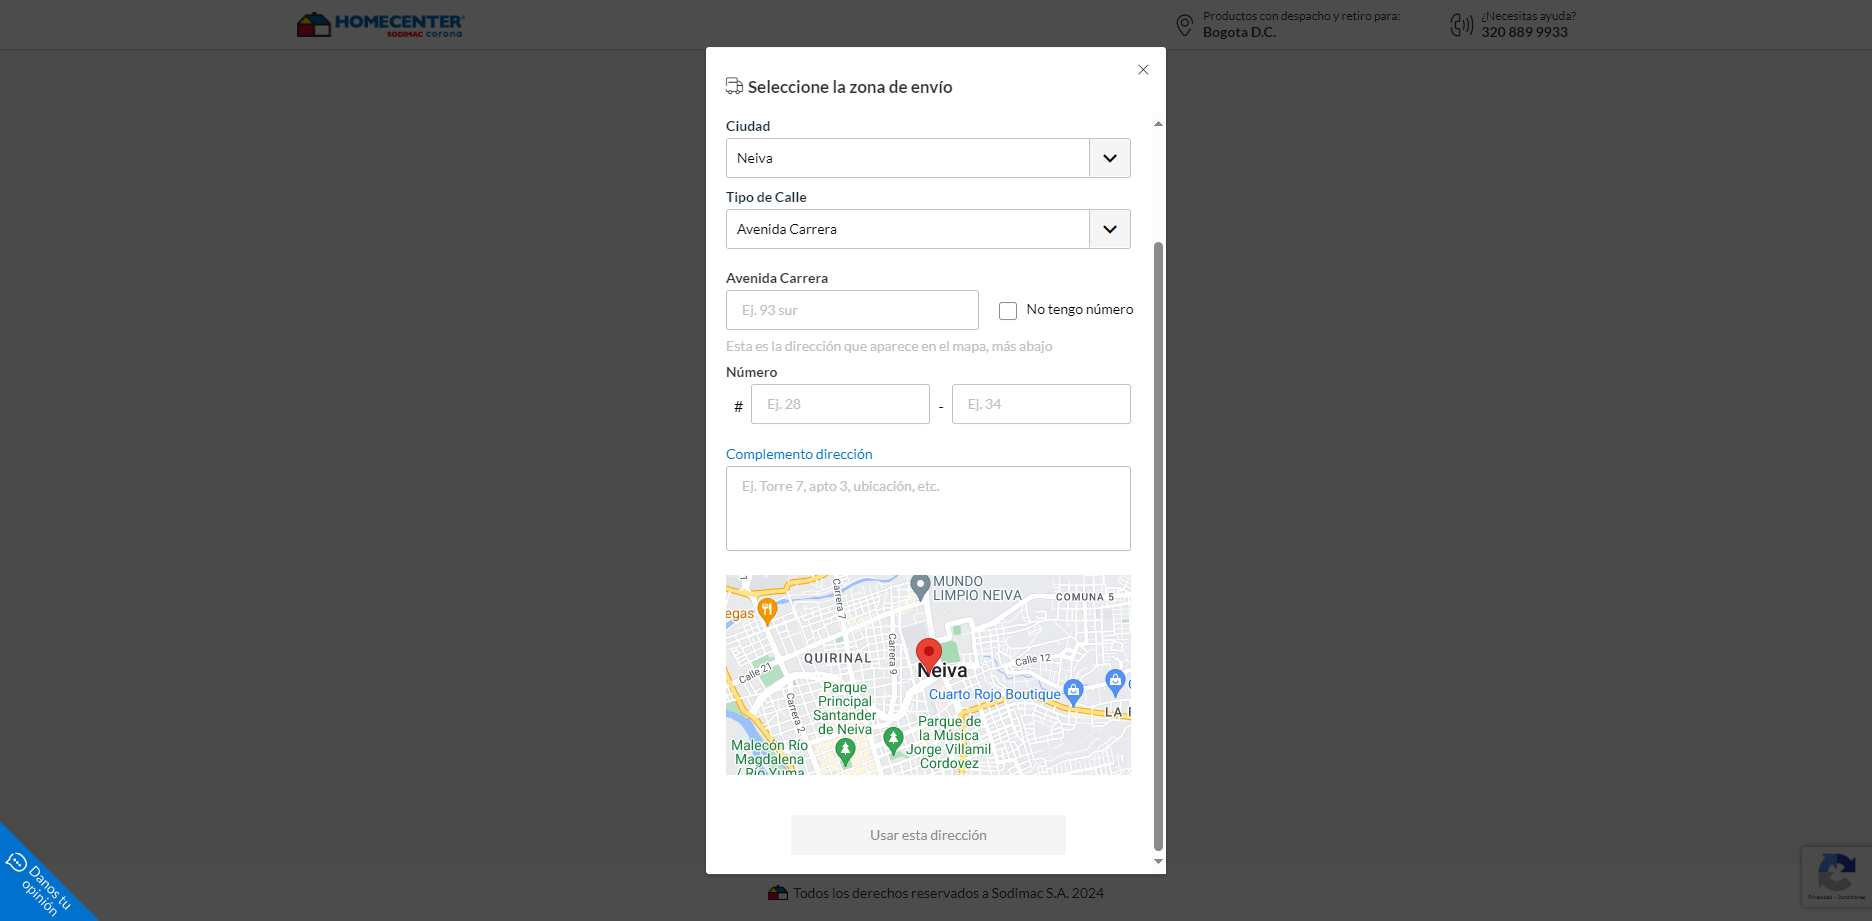 HOMECENTER
SODIMAC corona
Productos con despacho y retiro para:
Bogota D.C.
¿Necesitas ayuda?
320 889 9933
Seleccione la zona de envío
Ciudad
Neiva
Tipo de Calle
Avenida Carrera
Avenida Carrera
Ej. 93 sur
No tengo número
Esta es la dirección que aparece en el mapa, más abajo
Número
# Ej. 28 - Ej. 34
Complemento dirección
Ej. Torre 7, apto 3, ubicación, etc.
MUNDO
LIMPIO NEIVA
COMUNA 5
egas
Carrera 7
Carrera 9
QUIRINAL
Calle 12
Calle 21
Neiva
Cuarto Rojo Boutique
Carrera 2
Parque
Principal
Santander
de Neiva
Parque de
la Música
Jorge Villamil
Cordovez
Malecón Río
Magdalena
/ Río Yuma
Usar esta dirección
Danos tu
opinión
Todos los derechos reservados a Sodimac S.A. 2024
Privacidad - Condiciones